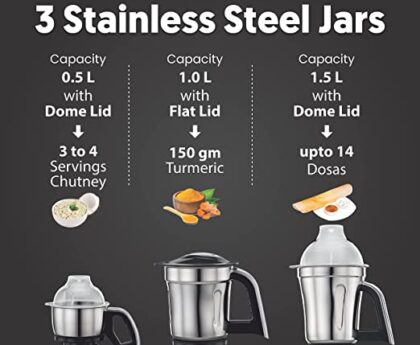 3 Stainless Steel Jars
Capacity
0.5 L
with
Dome Lid
3 to 4
Servings
Chutney
Capacity
1.0 L
with
Flat Lid
150 gm
Turmeric
Capacity
1.5 L
with
Dome Lid
upto 14
Dosas